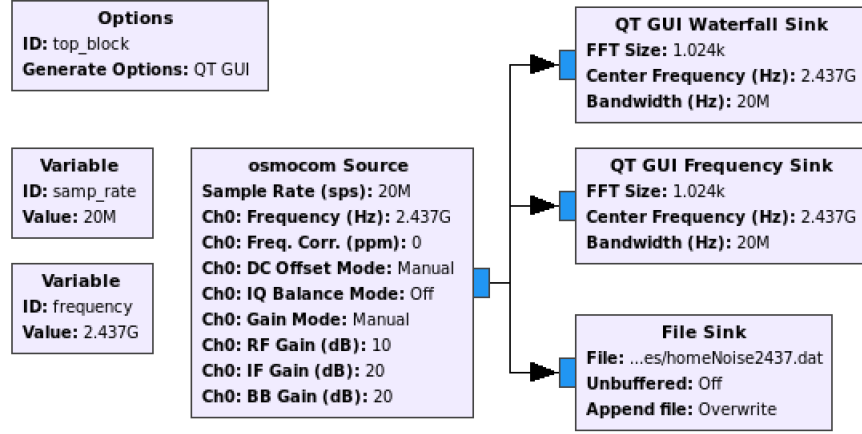 Options
ID: top_block
Generate Options: QT GUI
Variable
ID: samp_rate
Value: 20M
Variable
ID: frequency
Value: 2.437G
osmocom Source
Sample Rate (sps): 20M
Ch0: Frequency (Hz): 2.437G
Ch0: Freq. Corr. (ppm): 0
Ch0: DC Offset Mode: Manual
Ch0: IQ Balance Mode: Off
Ch0: Gain Mode: Manual
Ch0: RF Gain (dB): 10
Ch0: IF Gain (dB): 20
Ch0: BB Gain (dB): 20
QT GUI Waterfall Sink
FFT Size: 1.024k
Center Frequency (Hz): 2.437G
Bandwidth (Hz): 20M
QT GUI Frequency Sink
FFT Size: 1.024k
Center Frequency (Hz): 2.437G
Bandwidth (Hz): 20M
File Sink
File: ...es/homeNoise2437.dat
Unbuffered: Off
Append file: Overwrite